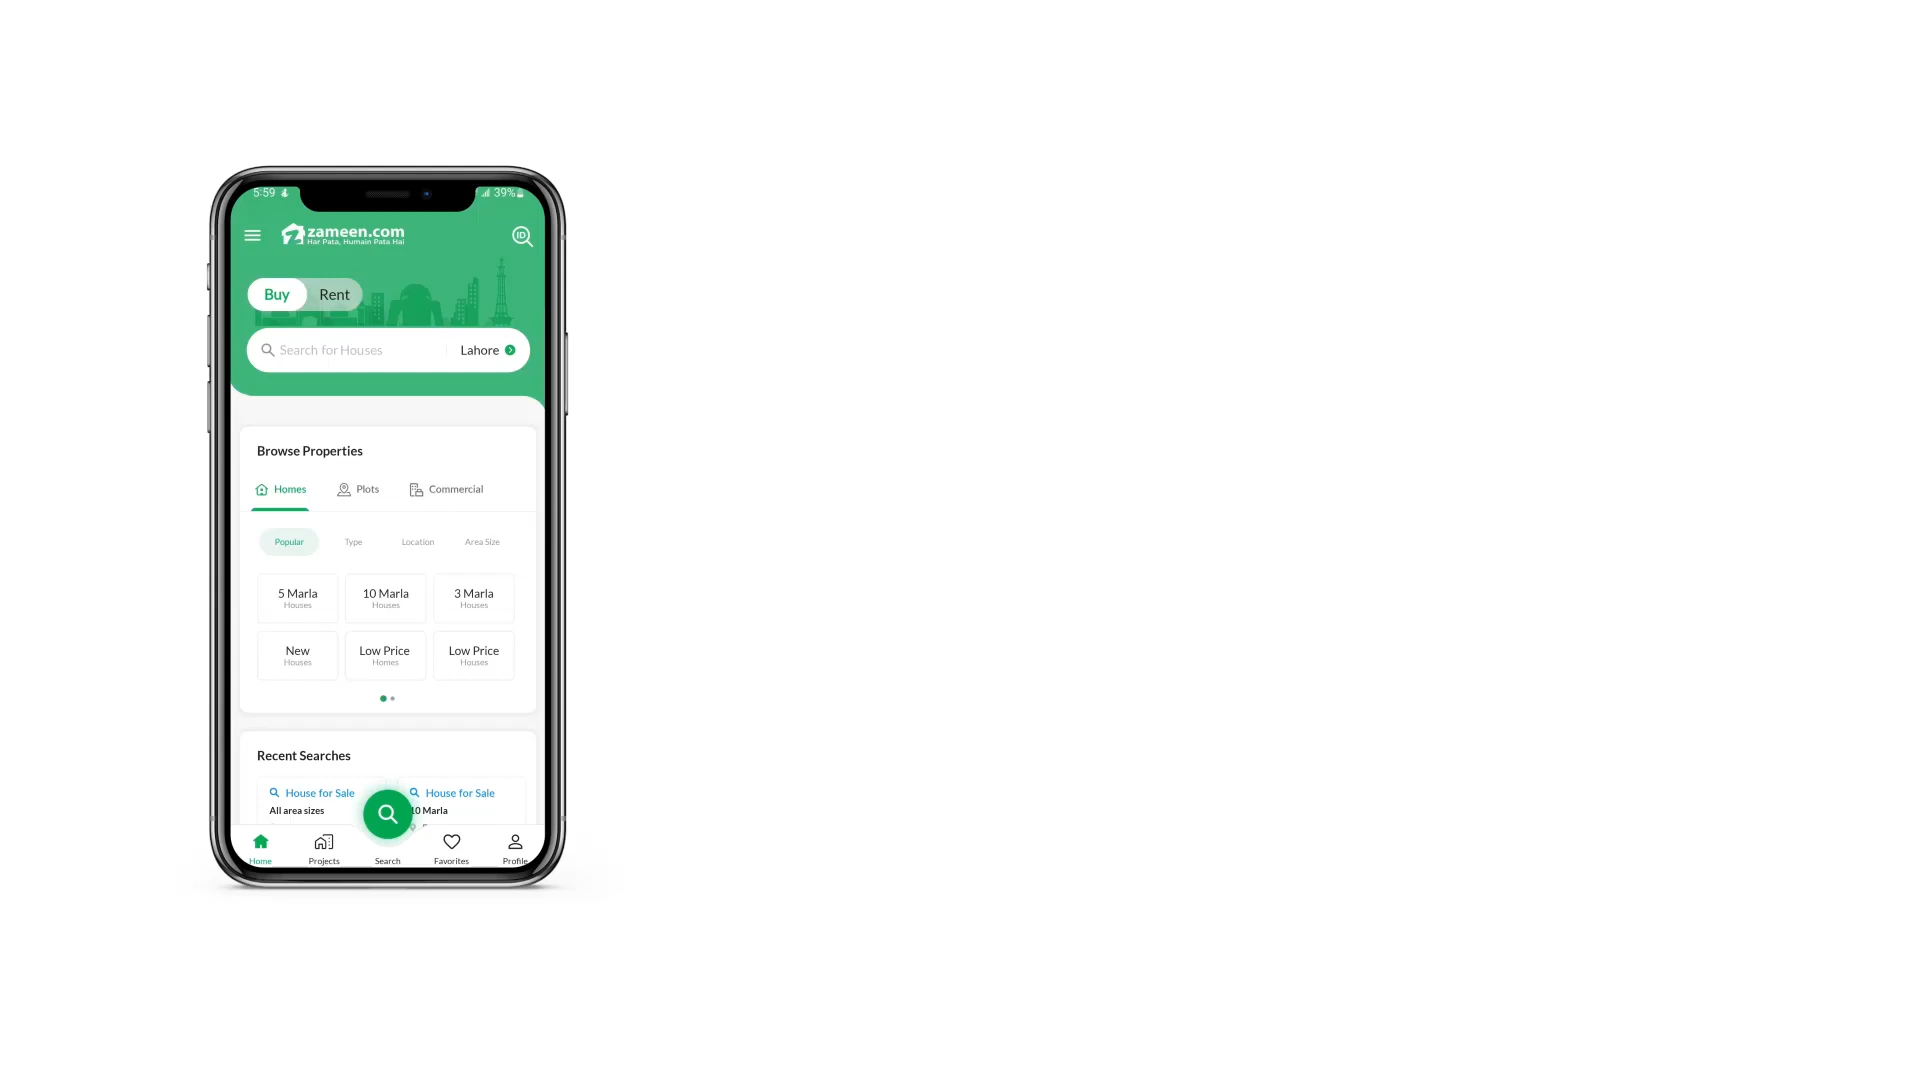 5:59
39%
zameen.com
Har Pata, Humain Pata Hai
ID
Buy Rent
Search for Houses Lahore
Browse Properties
Homes Plots Commercial
Popular Type Location Area Size
5 Marla 10 Marla 3 Marla
Houses Houses Houses
New Low Price Low Price
Houses Homes Houses
Recent Searches
House for Sale House for Sale
All area sizes 10 Marla
Home Projects Search Favorites Profile